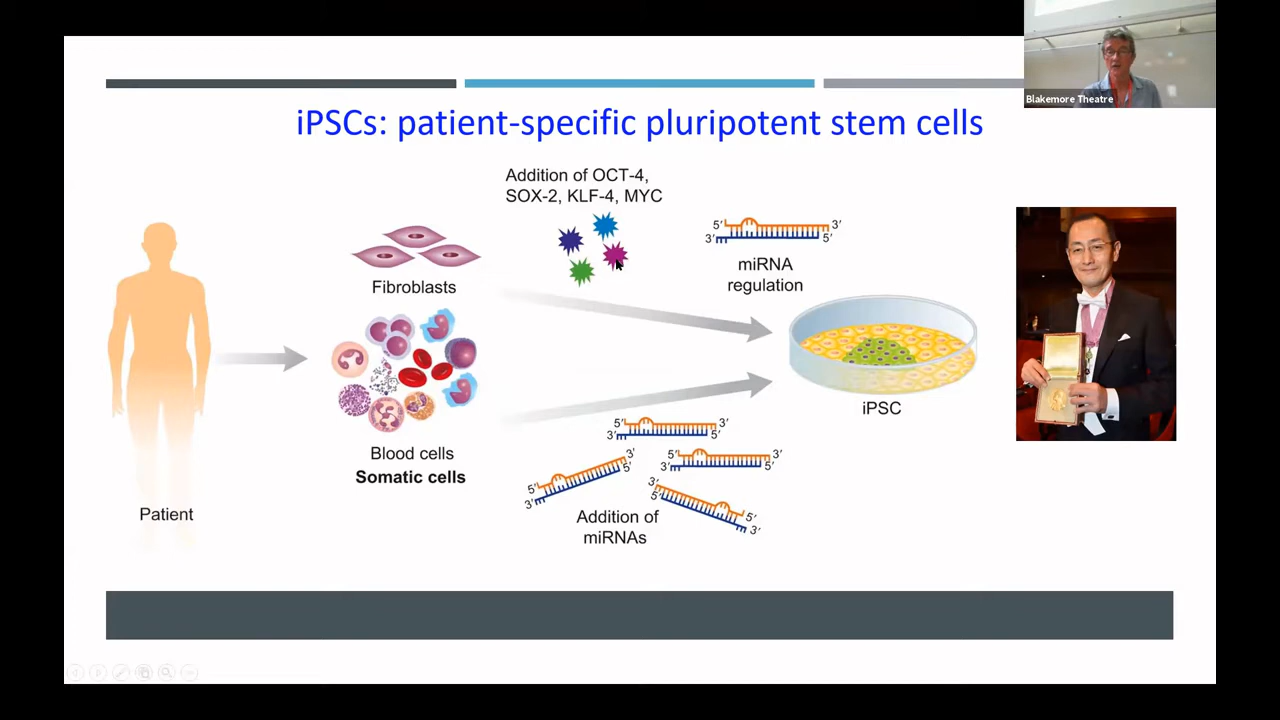 Blakemore Theatre
iPSCs: patient-specific pluripotent stem cells
Addition of OCT-4,
SOX-2, KLF-4, MYC
5′ 3′
3′ 5′
miRNA
regulation
Fibroblasts
iPSC
Blood cells
Somatic cells
5′ 3′
3′ 5′
5′ 3′
3′ 5′
3′
5′
5′
3′
3′
5′
5′
3′
Addition of
miRNAs
Patient